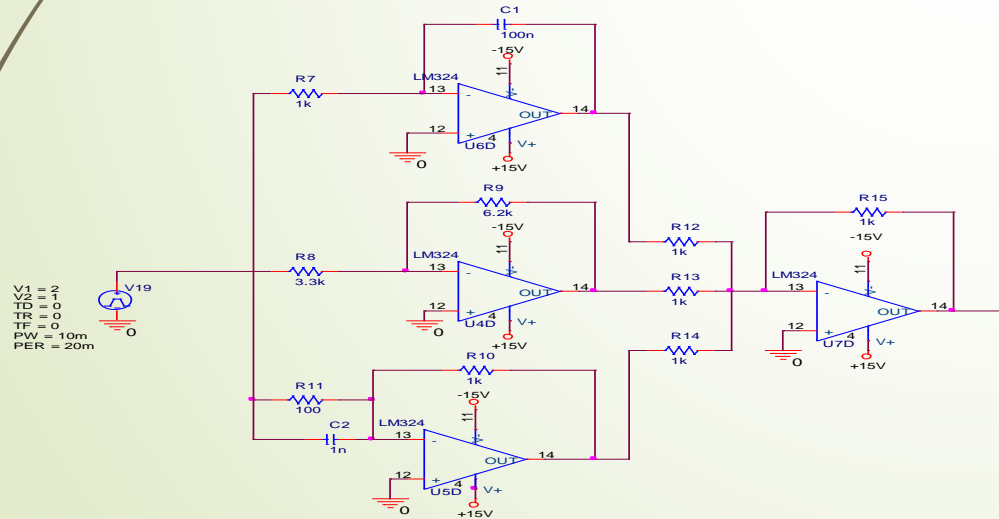 C1
100n
-15V
11
V-
LM324
R7
1k
13
-
14
OUT
12
+
4
U6D
V+
0
+15V
R9
6.2k
-15V
11
V-
LM324
R8
3.3k
13
-
14
OUT
12
+
4
U4D
V+
0
+15V
R12
1k
R13
1k
R14
1k
R15
1k
-15V
11
V-
LM324
13
-
14
OUT
12
+
4
U7D
V+
0
+15V
V1 = 2
V2 = 1
TD = 0
TR = 0
TF = 0
PW = 10m
PER = 20m
V19
0
R10
1k
-15V
11
V-
R11
100
C2
1n
LM324
13
-
14
OUT
12
+
4
U5D
V+
0
+15V